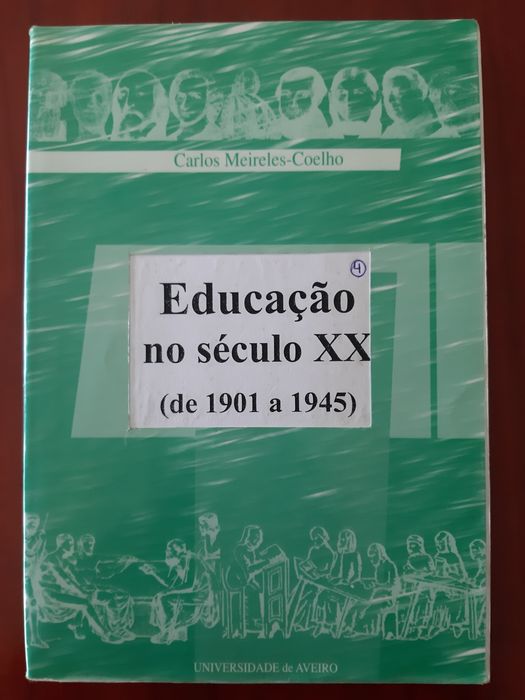 Carlos Meireles-Coelho
4
Educação
no século XX
(de 1901 a 1945)
UNIVERSIDADE de AVEIRO